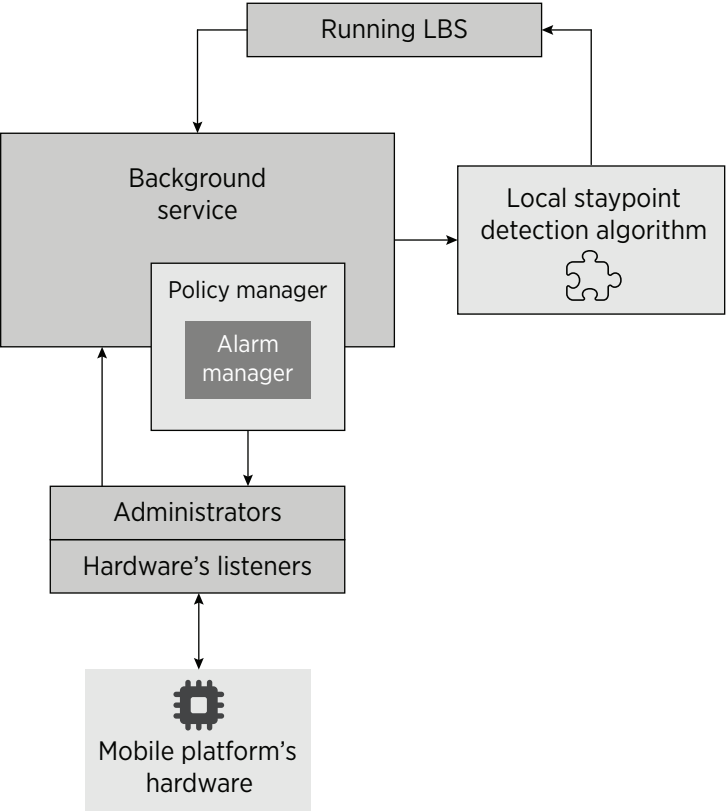 Running LBS
Background
service
Local staypoint
detection algorithm
Policy manager
Alarm
manager
Administrators
Hardware’s listeners
Mobile platform’s
hardware